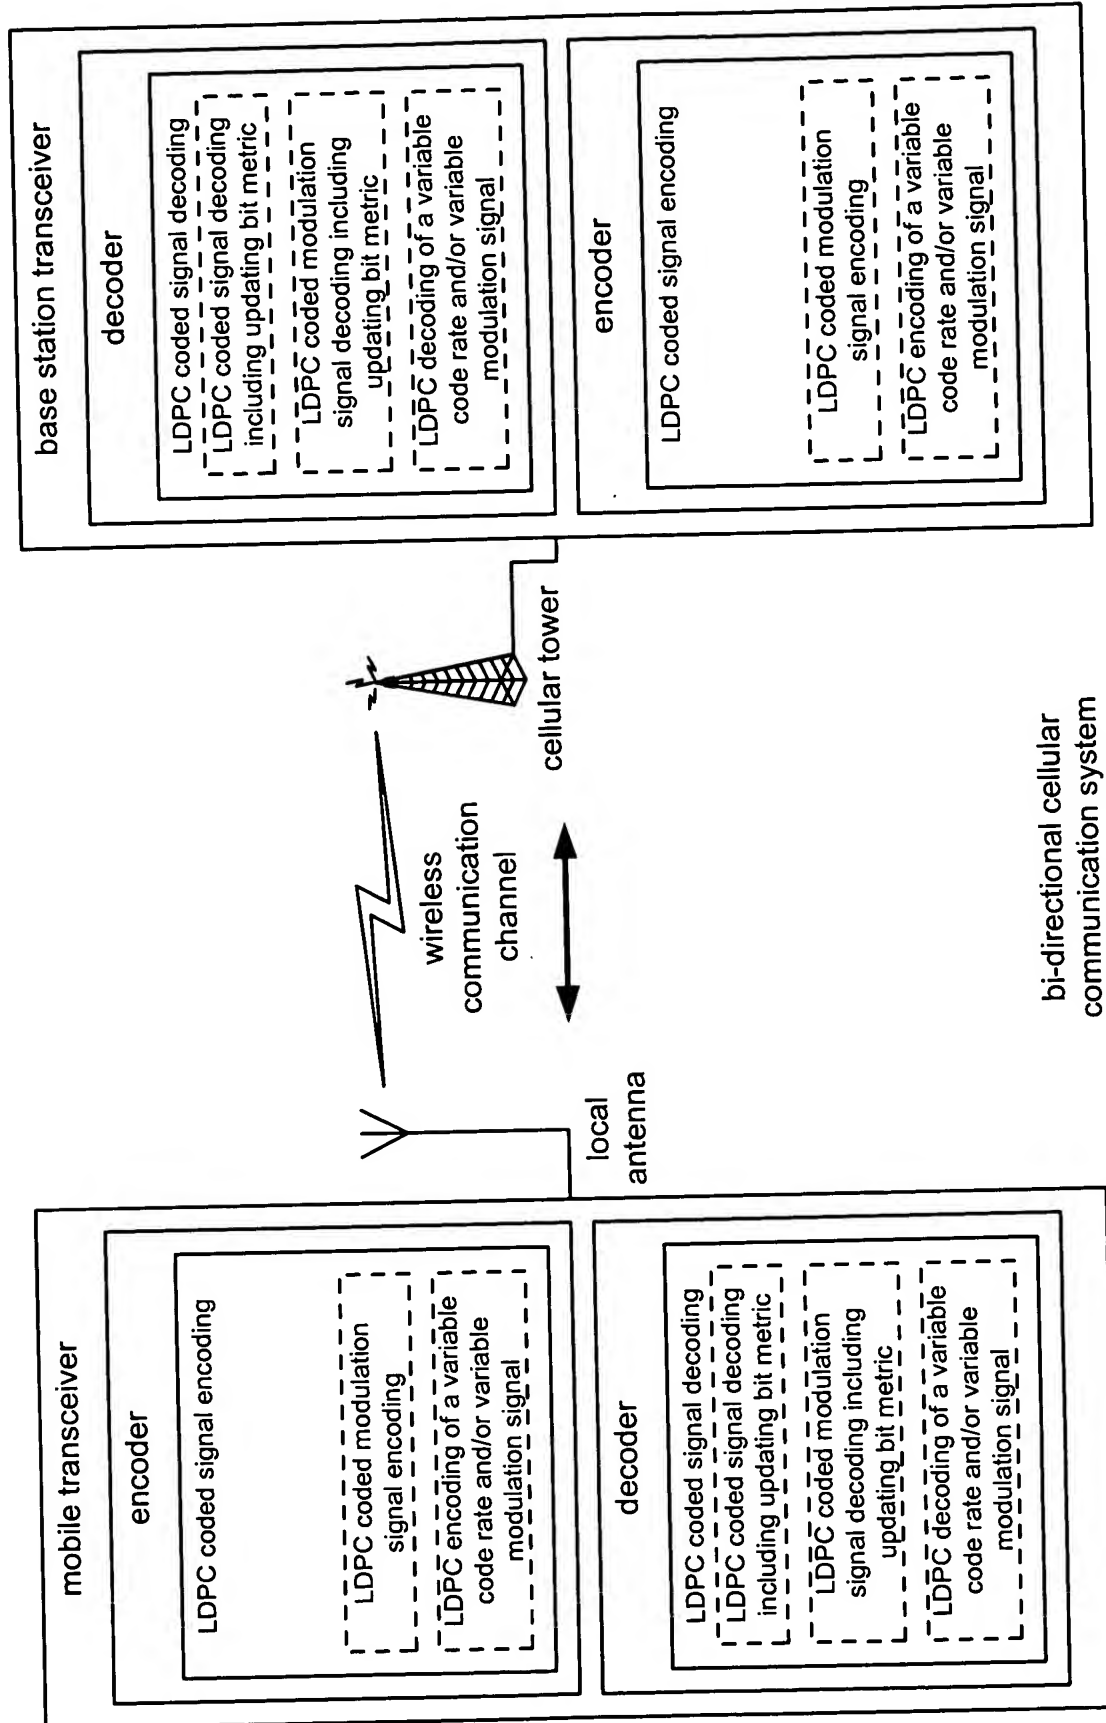 mobile transceiver
encoder
LDPC coded signal encoding
LDPC coded modulation
signal encoding
LDPC encoding of a variable
code rate and/or variable
modulation signal
decoder
LDPC coded signal decoding
LDPC coded signal decoding
including updating bit metric
LDPC coded modulation
signal decoding including
updating bit metric
LDPC decoding of a variable
code rate and/or variable
modulation signal
local
antenna
wireless
communication
channel
cellular tower
base station transceiver
decoder
LDPC coded signal decoding
LDPC coded signal decoding
including updating bit metric
LDPC coded modulation
signal decoding including
updating bit metric
LDPC decoding of a variable
code rate and/or variable
modulation signal
encoder
LDPC coded signal encoding
LDPC coded modulation
signal encoding
LDPC encoding of a variable
code rate and/or variable
modulation signal
bi-directional cellular
communication system